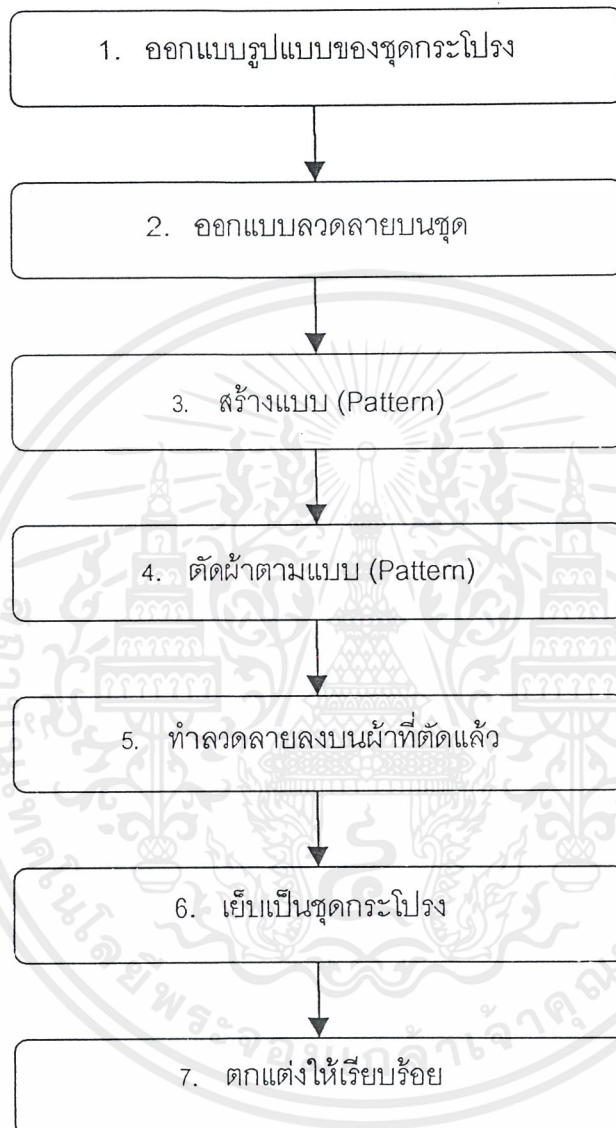 1. ออกแบบรูปแบบของชุดกระโปรง
2. ออกแบบลวดลายบนชุด
3. สร้างแบบ (Pattern)
4. ตัดผ้าตามแบบ (Pattern)
5. ทำลวดลายลงบนผ้าที่ตัดแล้ว
6. เย็บเป็นชุดกระโปรง
7. ตกแต่งให้เรียบร้อย